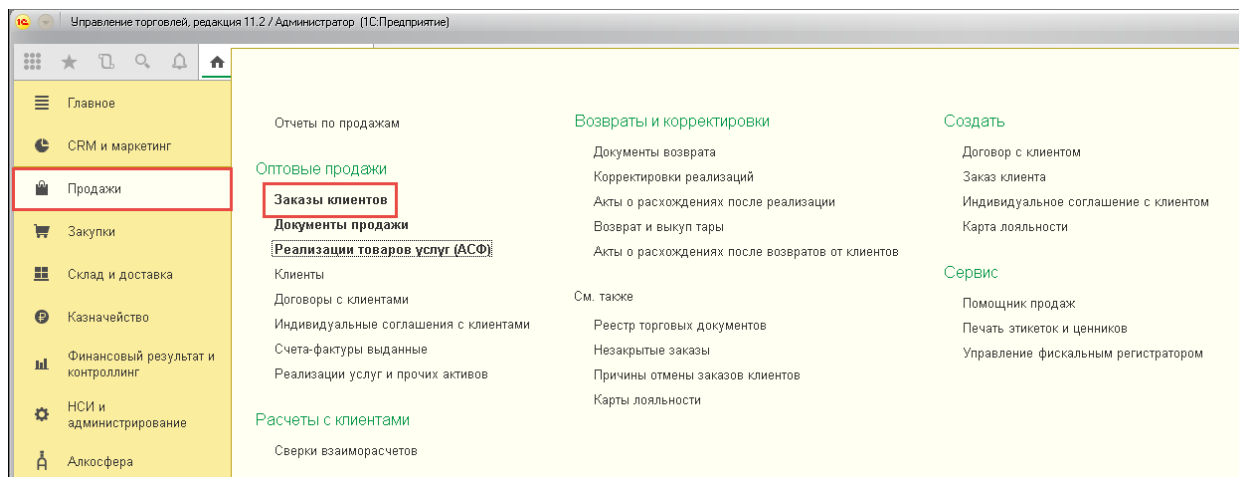 1С Управление торговлей, редакция 11.2 / Администратор (1С:Предприятие)
Главное
CRM и маркетинг
Продажи
Закупки
Склад и доставка
Казначейство
Финансовый результат и
контроллинг
НСИ и
администрирование
Алкосфера
Отчеты по продажам
Оптовые продажи
Заказы клиентов
Документы продажи
Реализации товаров услуг (АСФ)
Клиенты
Договоры с клиентами
Индивидуальные соглашения с клиентами
Счета-фактуры выданные
Реализации услуг и прочих активов
Расчеты с клиентами
Сверки взаиморасчетов
Возвраты и корректировки
Документы возврата
Корректировки реализаций
Акты о расхождениях после реализации
Возврат и выкуп тары
Акты о расхождениях после возвратов от клиентов
См. также
Реестр торговых документов
Незакрытые заказы
Причины отмены заказов клиентов
Карты лояльности
Создать
Договор с клиентом
Заказ клиента
Индивидуальное соглашение с клиентом
Карта лояльности
Сервис
Помощник продаж
Печать этикеток и ценников
Управление фискальным регистратором